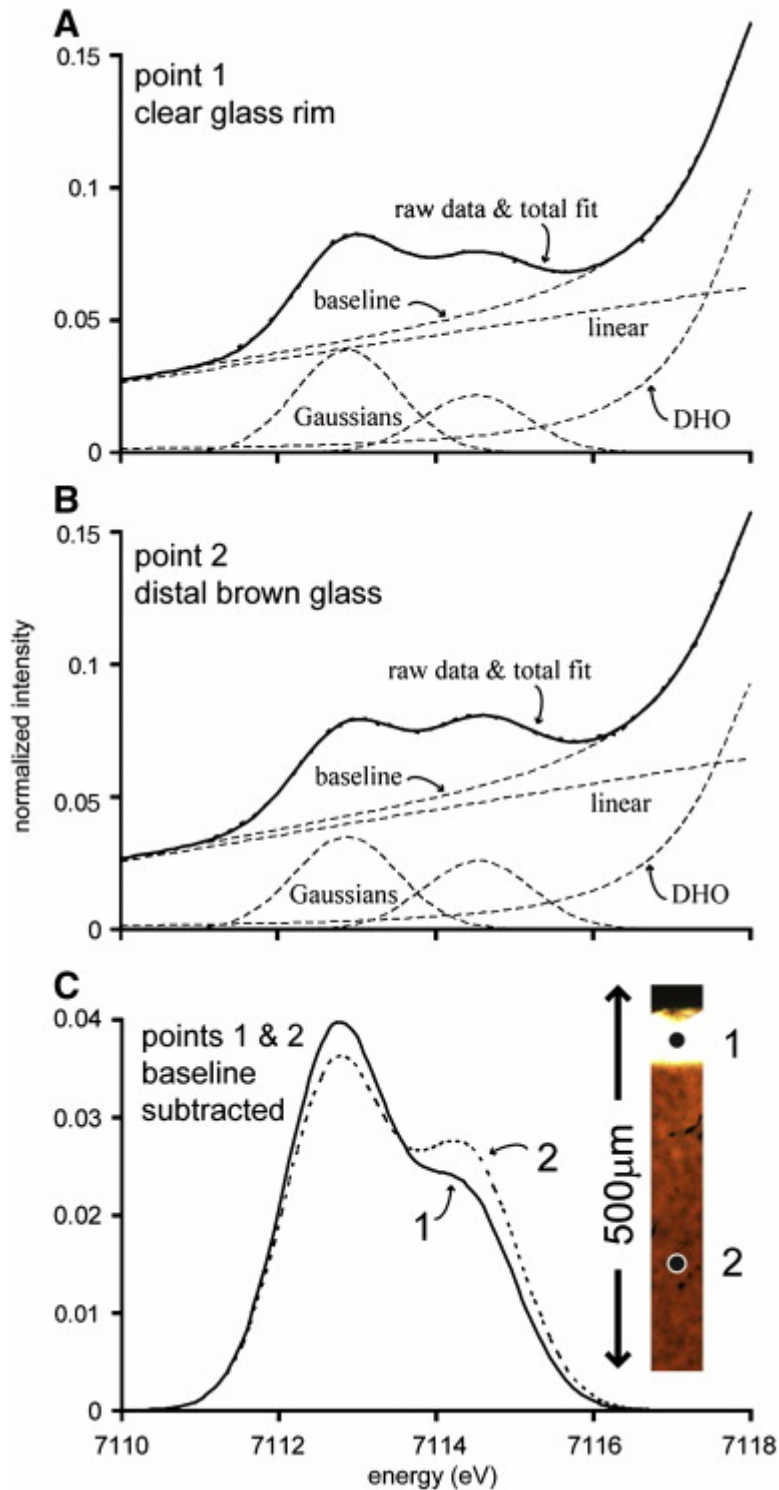 A
0.15
point 1
clear glass rim
0.1
raw data & total fit
baseline
0.05
linear
Gaussians
DHO
0
B
0.15
point 2
distal brown glass
normalized intensity
0.1
raw data & total fit
baseline
0.05
linear
Gaussians
DHO
0
C
0.04
points 1 & 2
baseline
subtracted
1
0.03
2
500µm
0.02
1
2
0.01
0
7110 7112 7114 7116 7118
energy (eV)